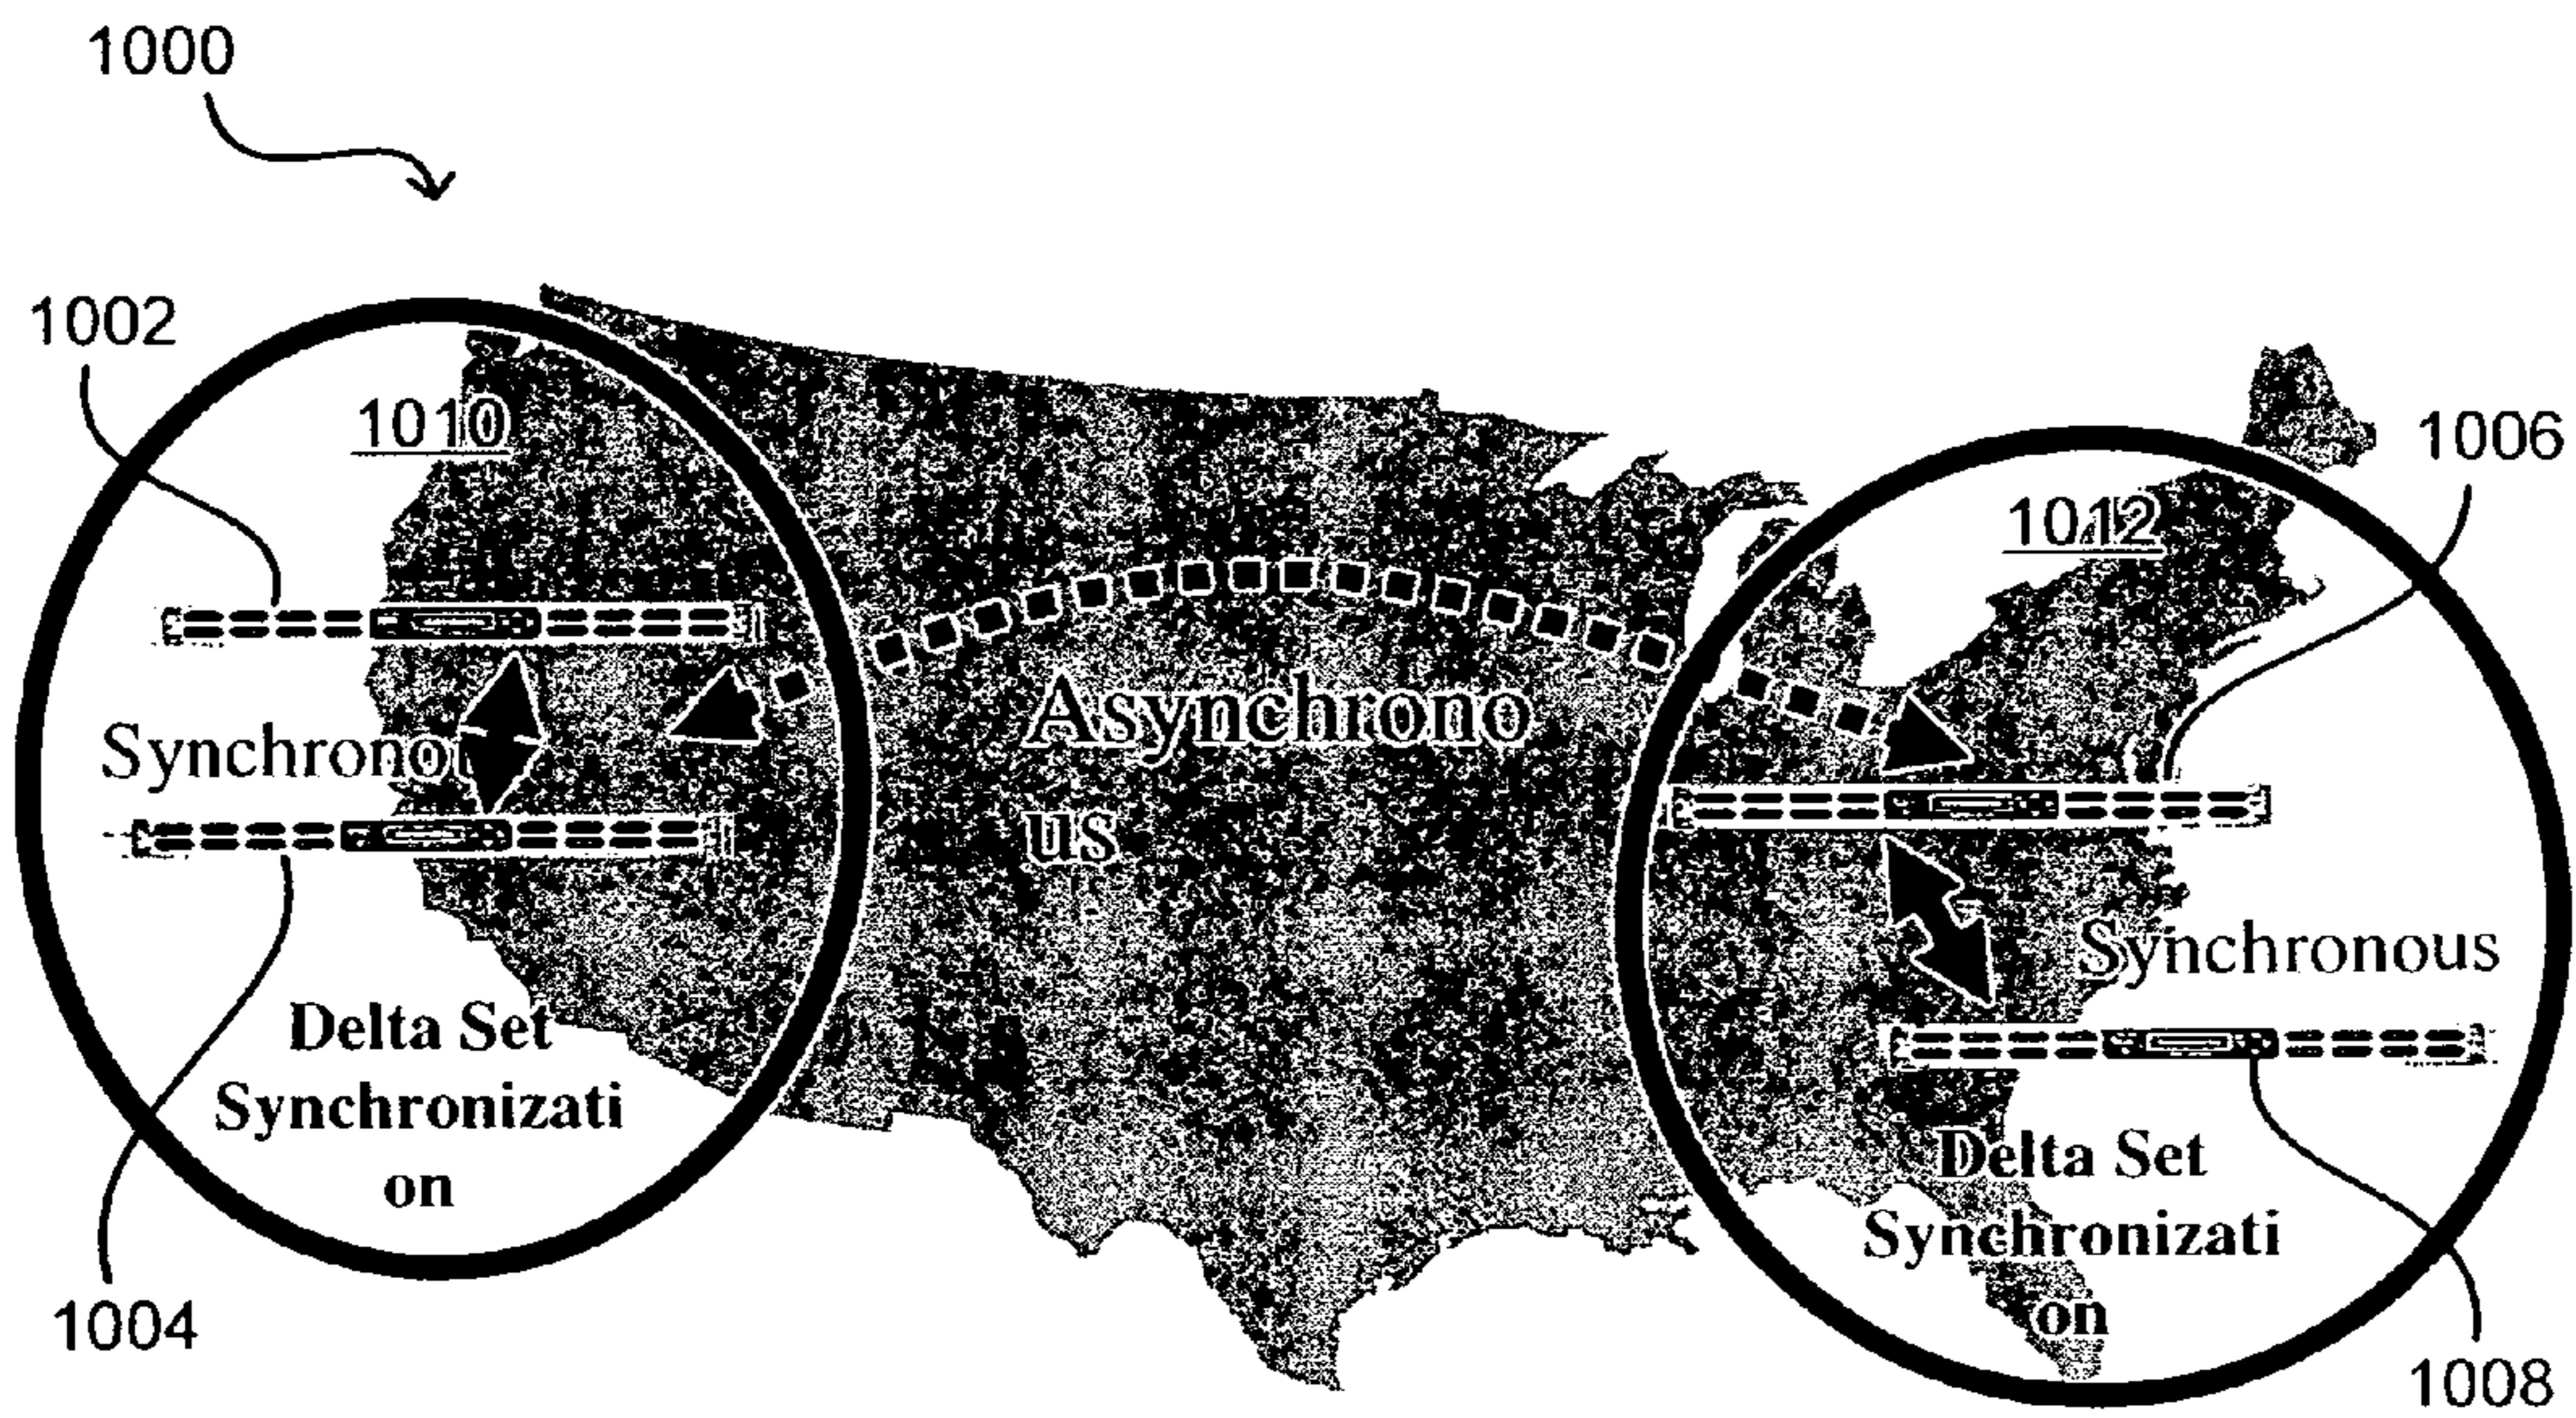 1000
1002
1010
1006
1012
Asynchrono
us
Synchrono
Synchronous
Delta Set
Synchronizati
on
Delta Set
Synchronizati
on
1004
1008